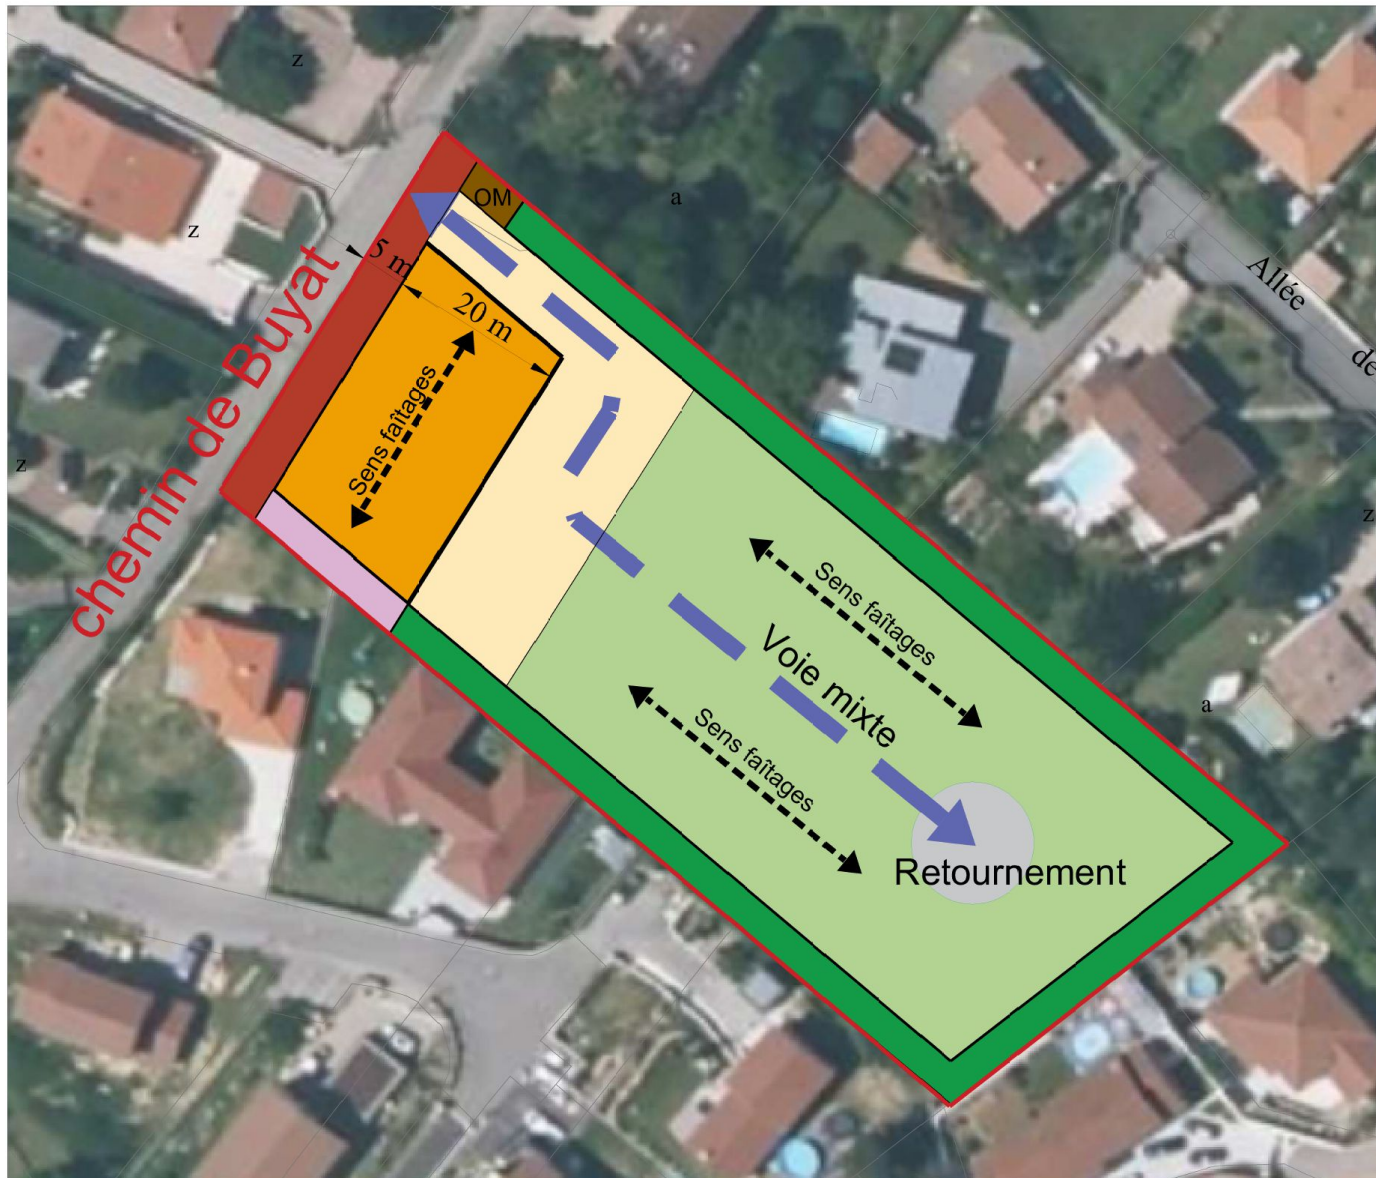 z
OM
a
z
5 m
20 m
Allée
de
chemin de Buyat
Sens faîtages
z
z
Sens faîtages
Voie mixte
Sens faîtages
a
Retournement